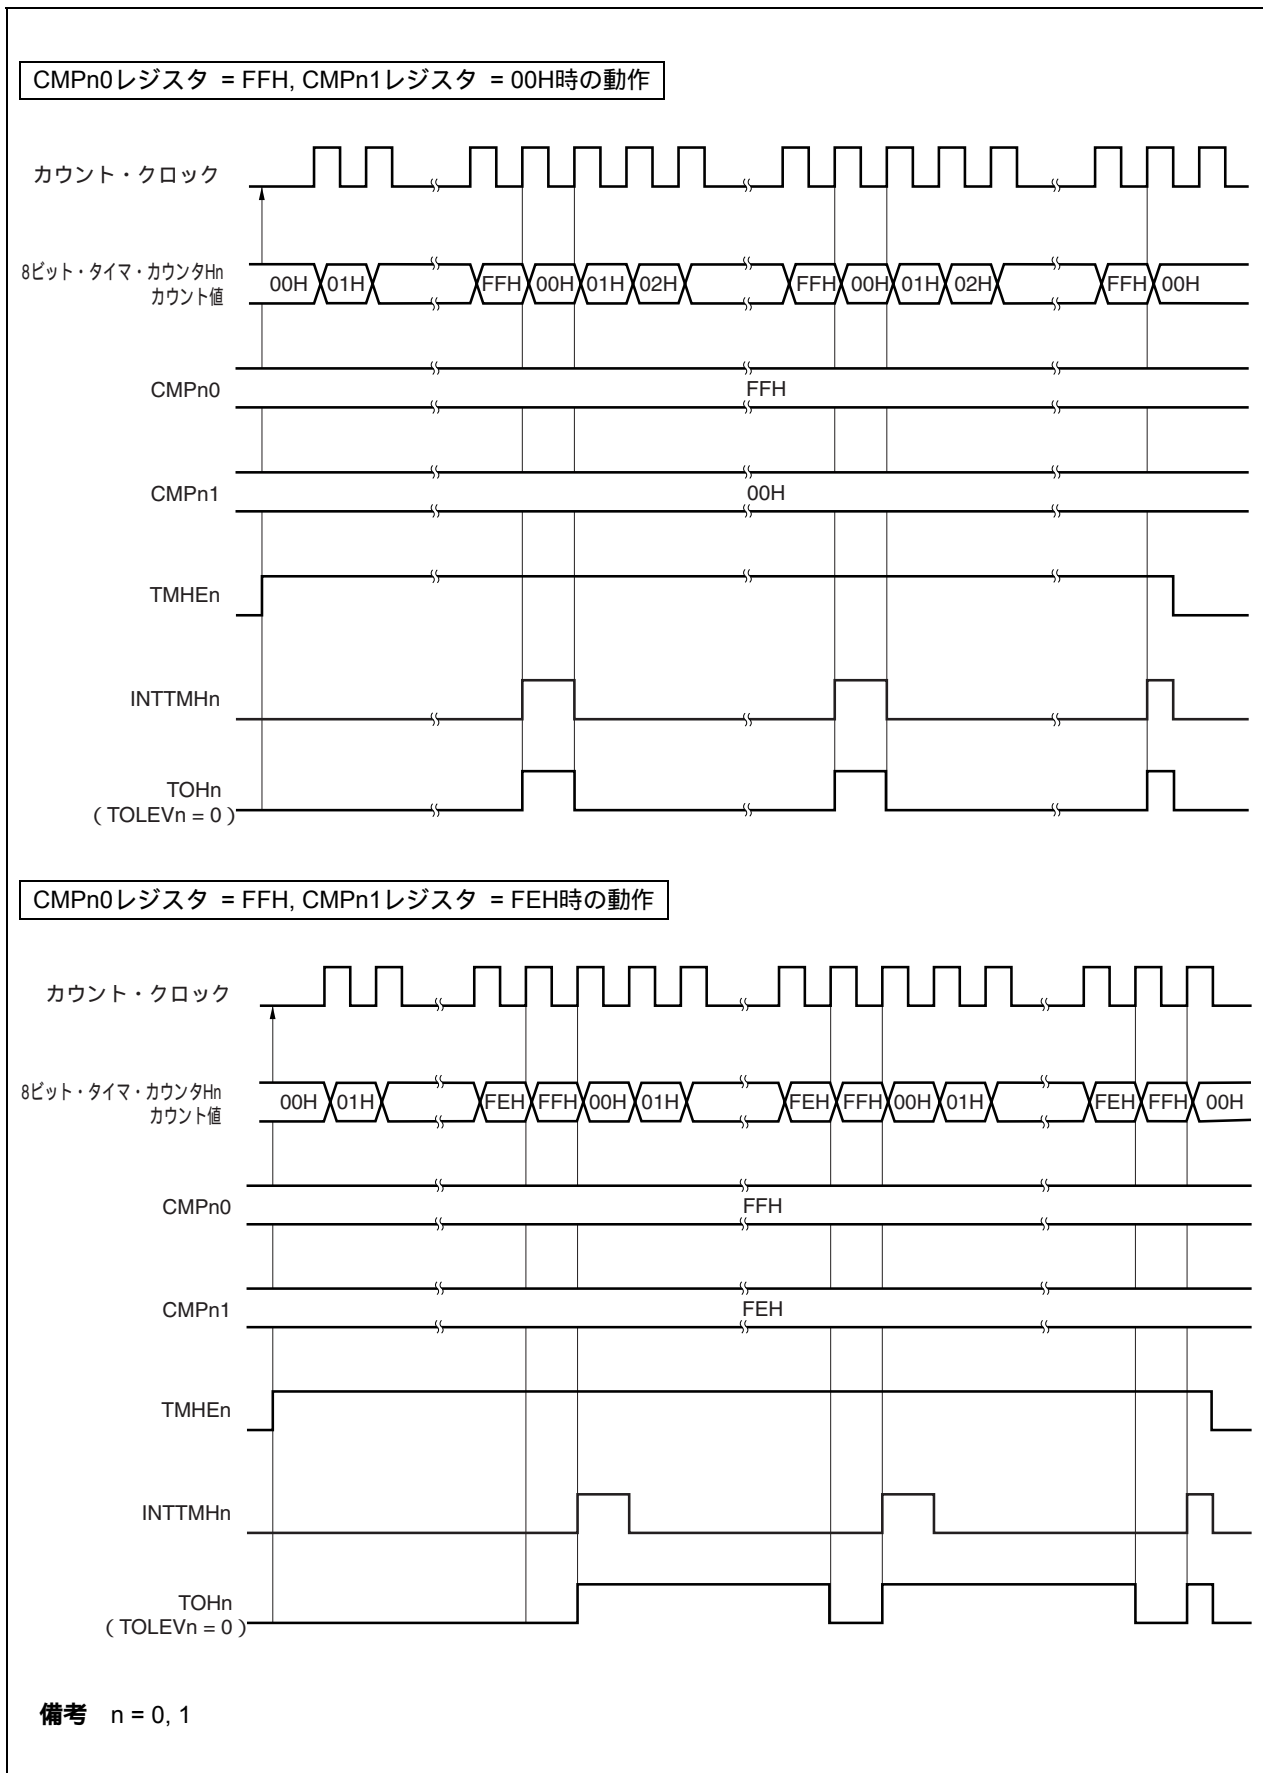 CMPn0レジスタ = FFH, CMPn1レジスタ = 00H時の動作
カウント・クロック
8ビット・タイマ・カウンタHn
カウント値
00H 01H FFH 00H 01H 02H FFH 00H 01H 02H FFH 00H
CMPn0 FFH
CMPn1 00H
TMHEn
INTTMHn
TOHn
(TOLEVn = 0)
CMPn0レジスタ = FFH, CMPn1レジスタ = FEH時の動作
カウント・クロック
8ビット・タイマ・カウンタHn
カウント値
00H 01H FEH FFH 00H 01H FEH FFH 00H 01H FEH FFH 00H
CMPn0 FFH
CMPn1 FEH
TMHEn
INTTMHn
TOHn
(TOLEVn = 0)
備考 n = 0, 1